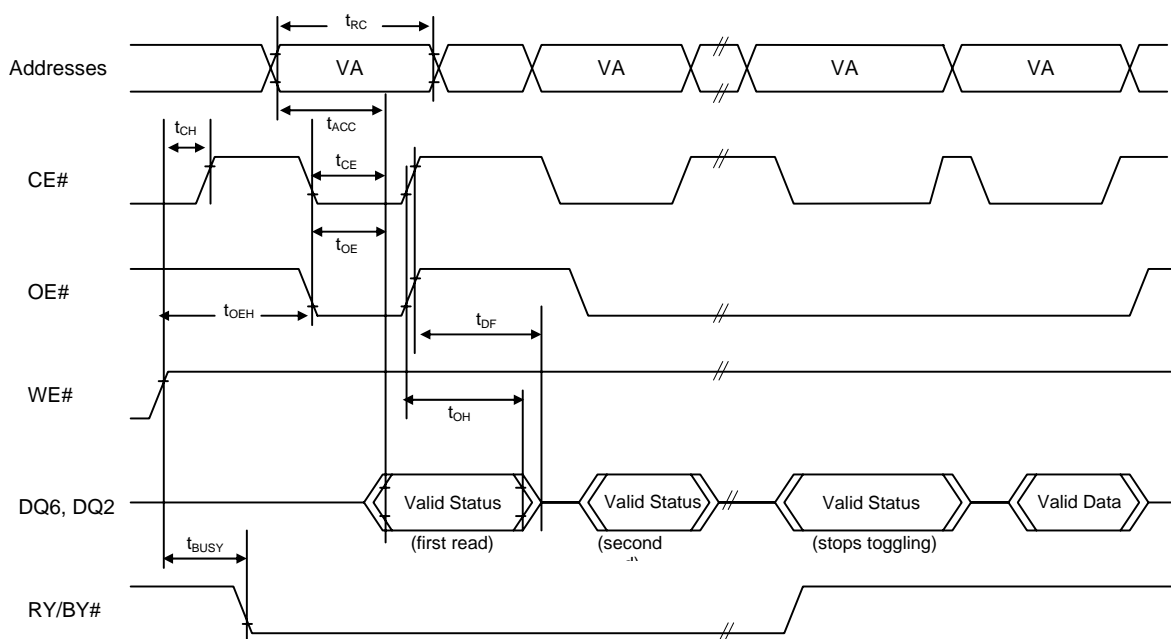 tRC
Addresses VA VA VA VA
tACC
tCH
tCE
CE#
tOE
OE#
tOEH
tDF
WE#
tOH
DQ6, DQ2 Valid Status Valid Status Valid Status Valid Data
(first read) (second (stops toggling)
tBUSY
RY/BY#